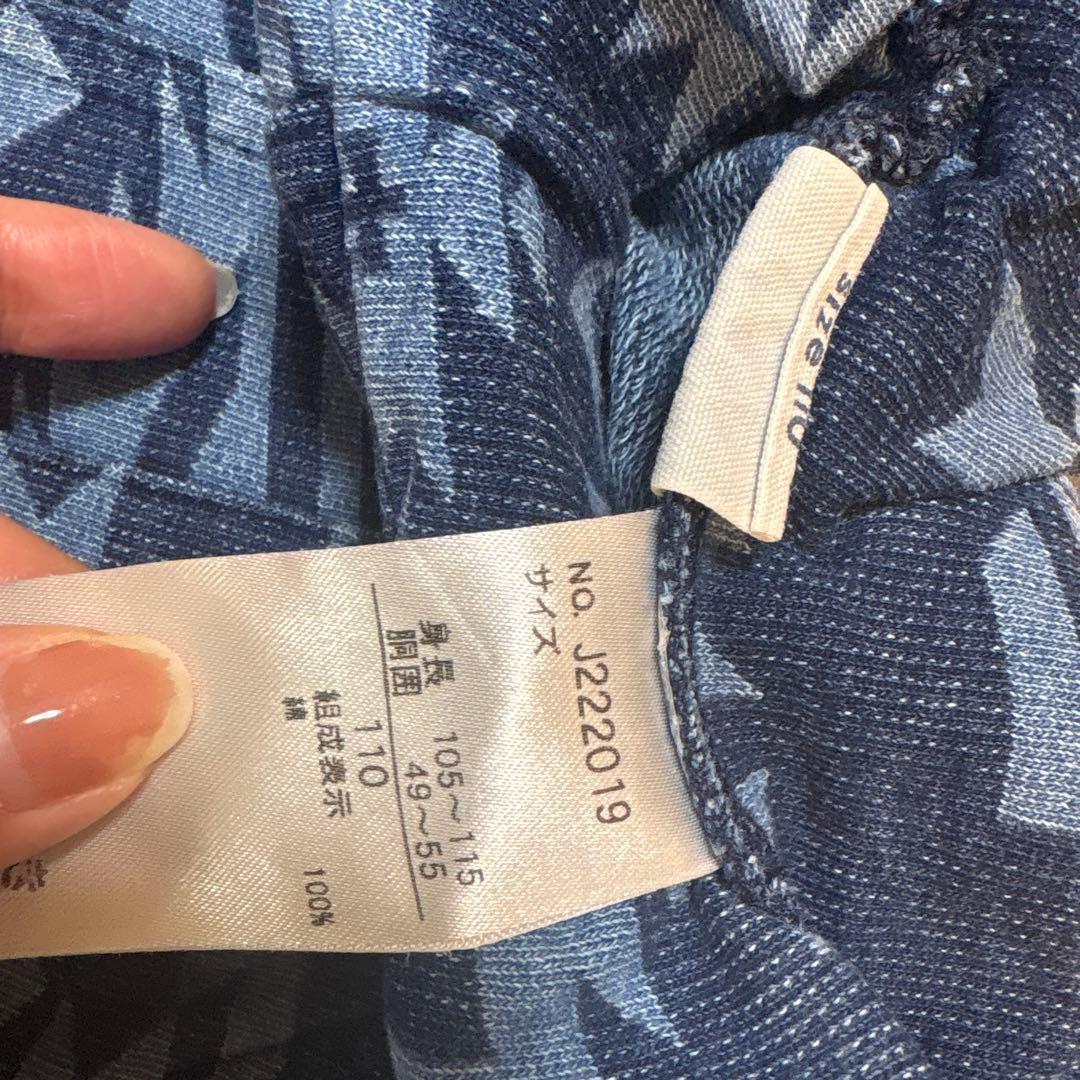 size 110
NO. J222019
サイズ
身長 105～115
胴囲 49～55
110
組成表示
綿 100%